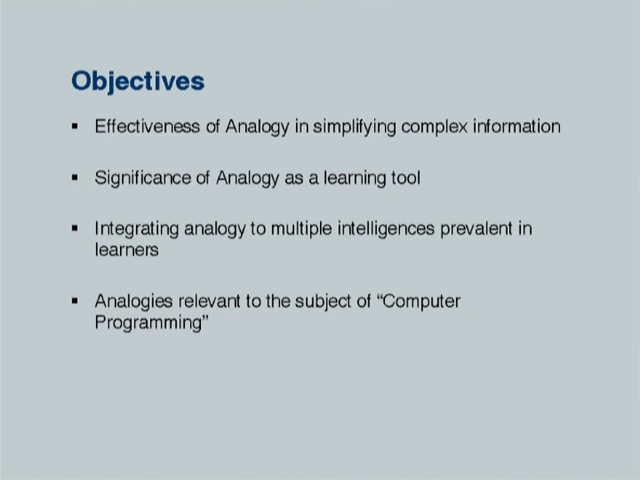 Objectives
▪ Effectiveness of Analogy in simplifying complex information
▪ Significance of Analogy as a learning tool
▪ Integrating analogy to multiple intelligences prevalent in
learners
▪ Analogies relevant to the subject of “Computer
Programming”